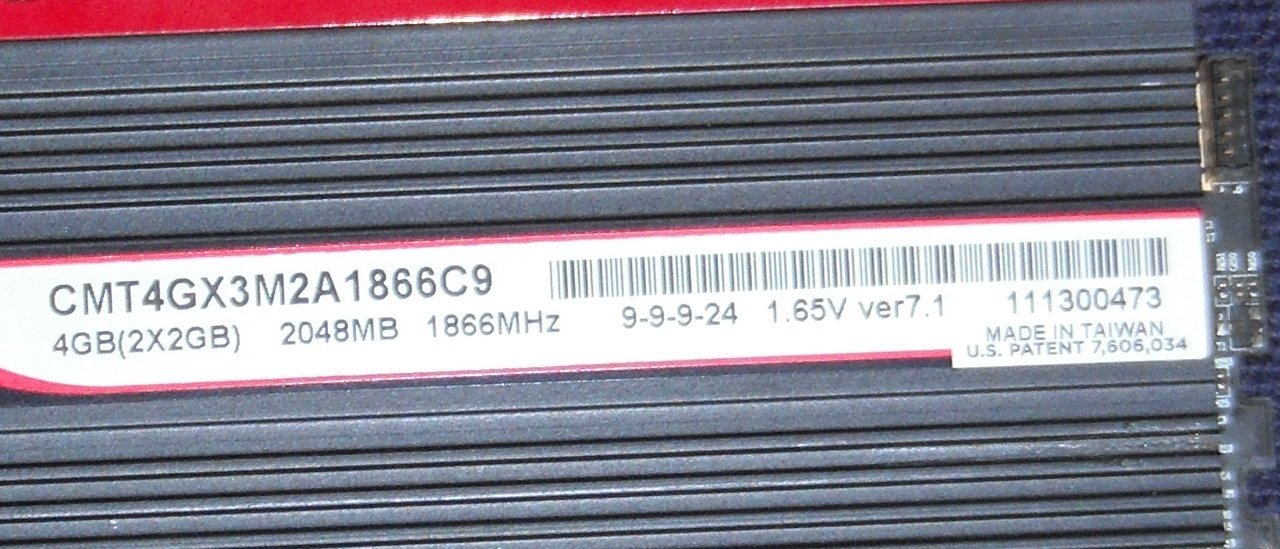 CMT4GX3M2A1866C9
4GB(2X2GB) 2048MB 1866MHz 9-9-9-24 1.65V ver7.1 111300473
MADE IN TAIWAN
U.S. PATENT 7,606,034